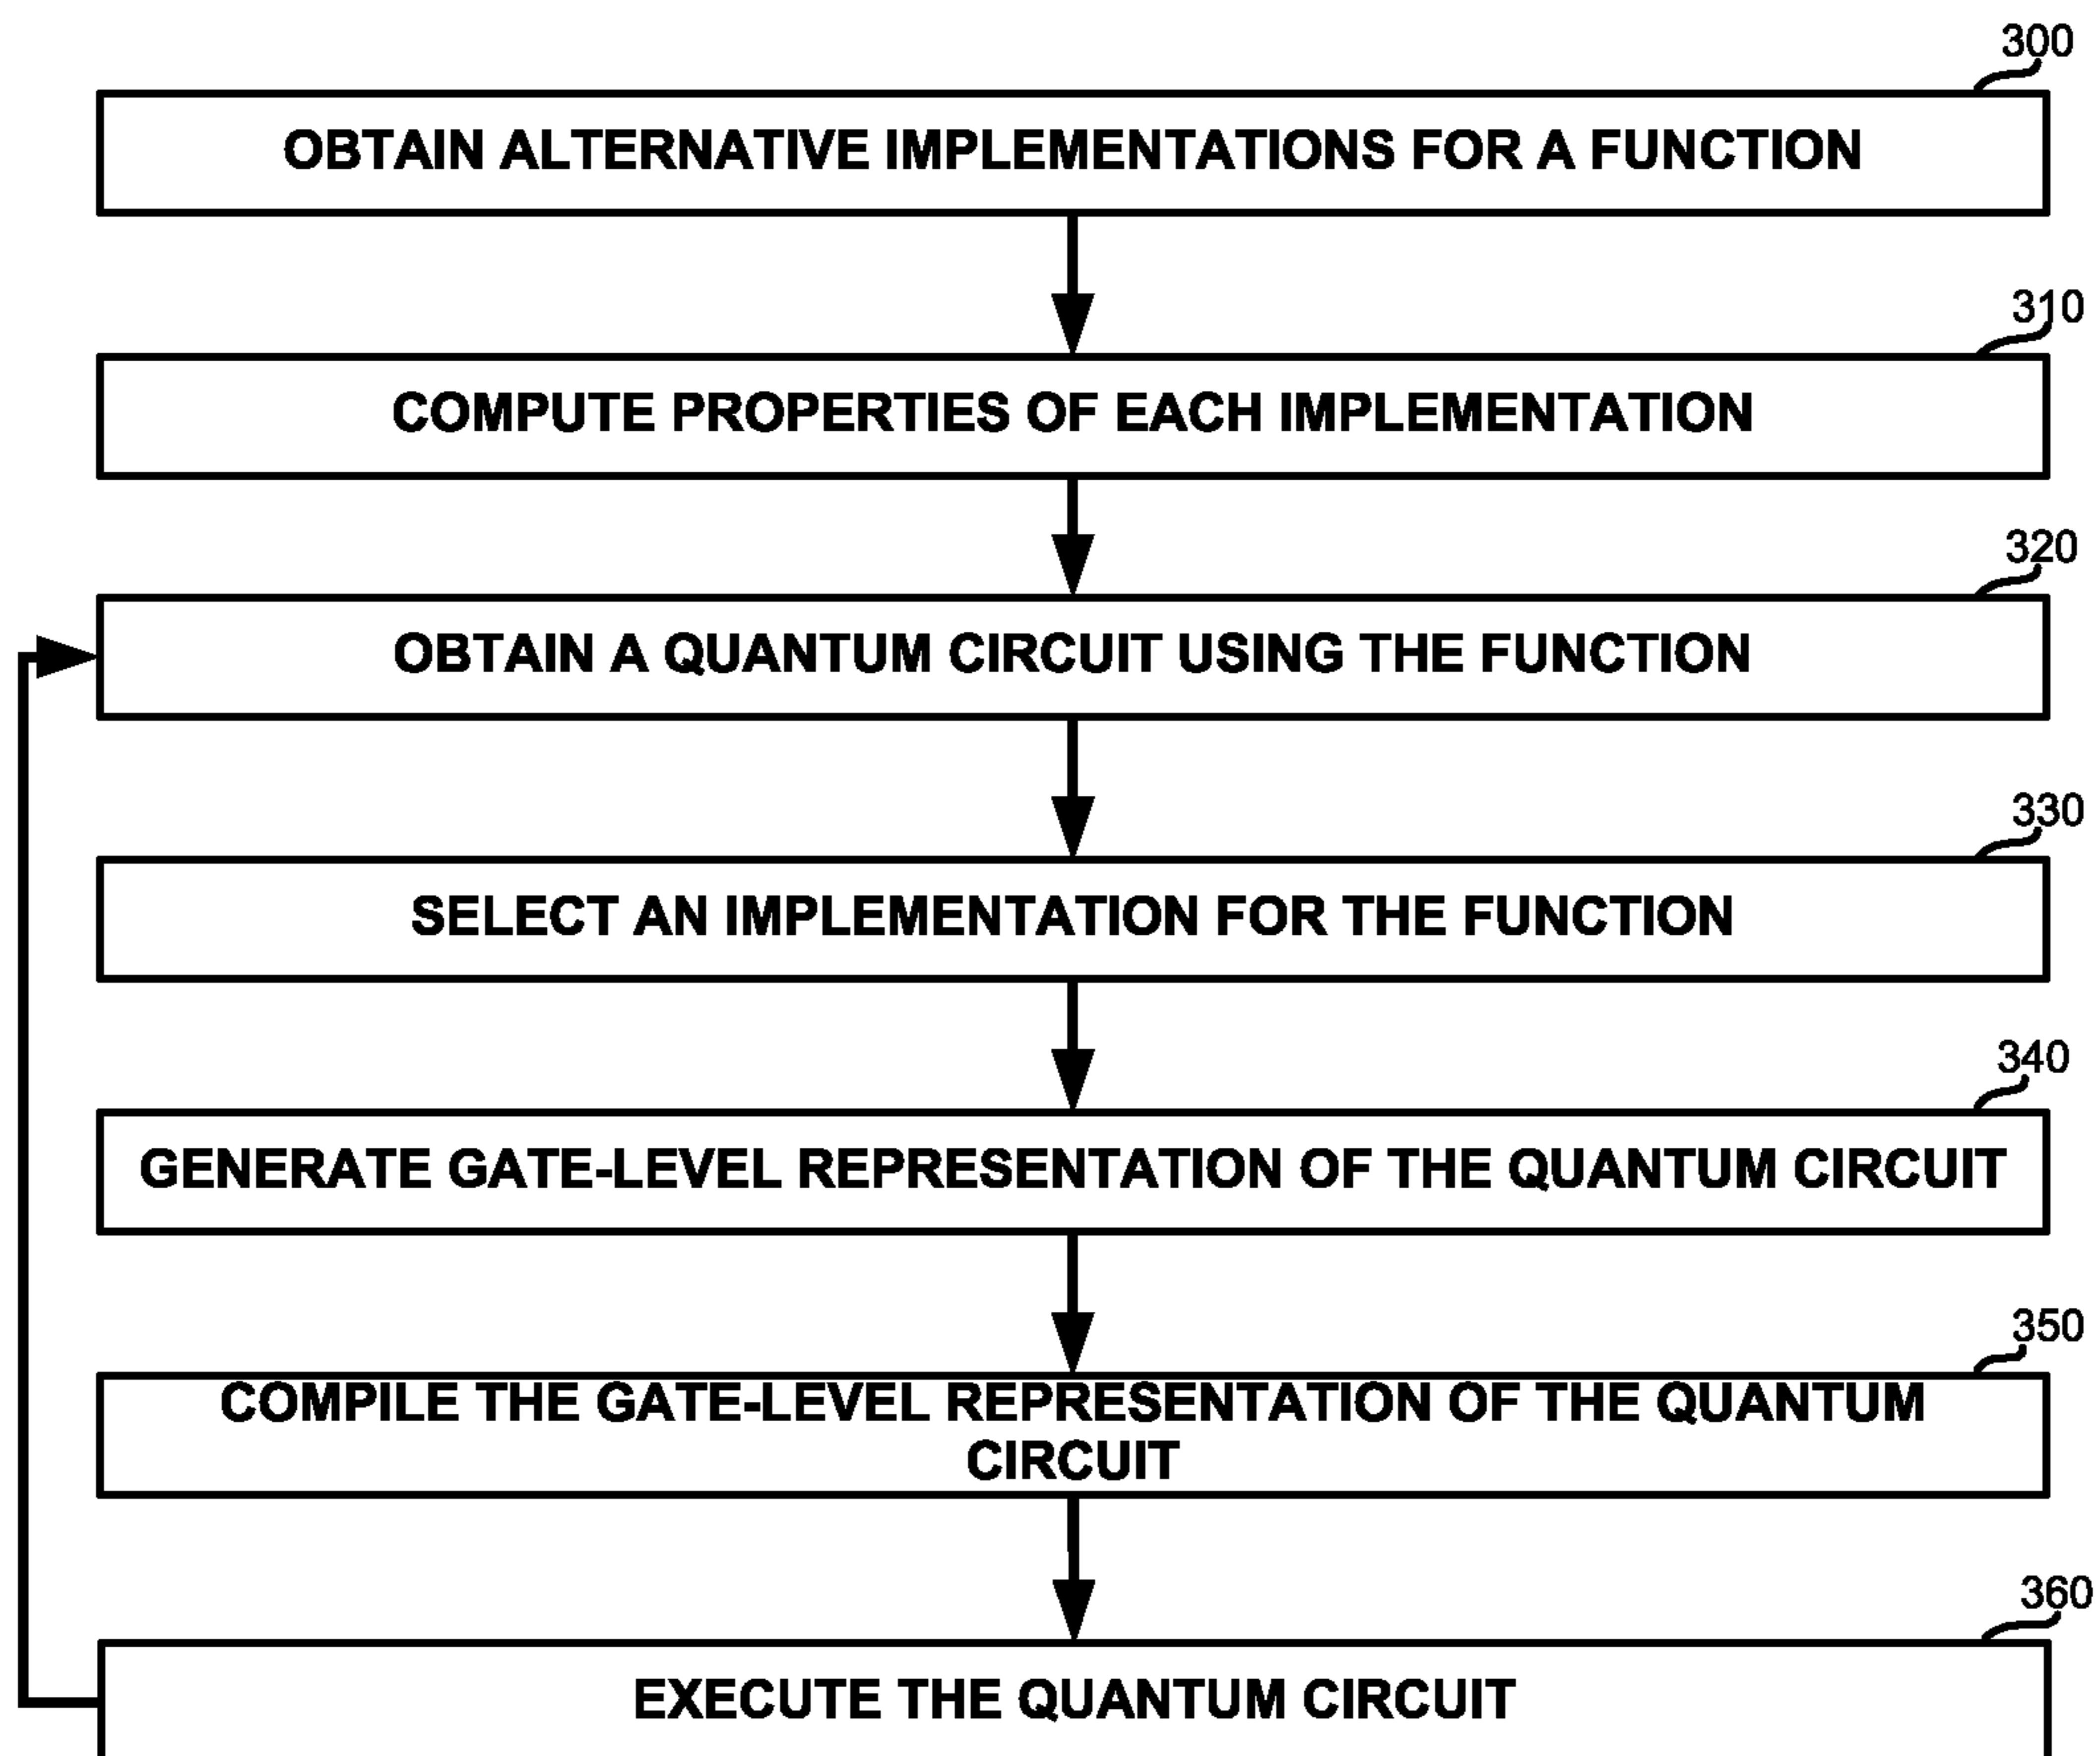 300
OBTAIN ALTERNATIVE IMPLEMENTATIONS FOR A FUNCTION
310
COMPUTE PROPERTIES OF EACH IMPLEMENTATION
320
OBTAIN A QUANTUM CIRCUIT USING THE FUNCTION
330
SELECT AN IMPLEMENTATION FOR THE FUNCTION
340
GENERATE GATE-LEVEL REPRESENTATION OF THE QUANTUM CIRCUIT
350
COMPILE THE GATE-LEVEL REPRESENTATION OF THE QUANTUM
CIRCUIT
360
EXECUTE THE QUANTUM CIRCUIT